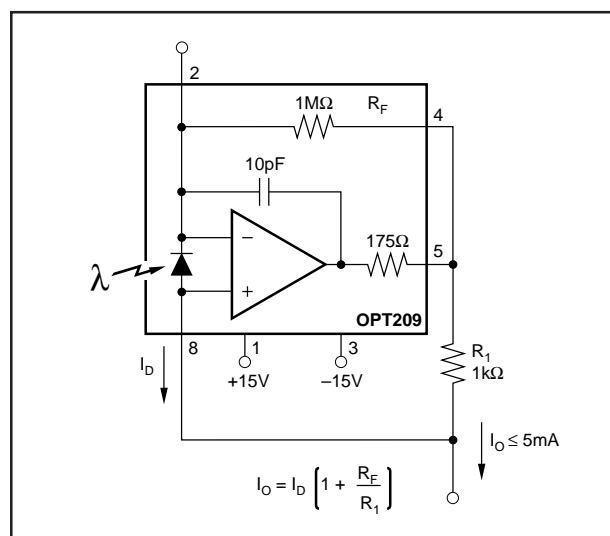 2
1MΩ R_F 4
10pF
175Ω 5
−
+
λ
OPT209
8 1 3
I_D +15V –15V
R_1
1kΩ
I_O ≤ 5mA
I_O = I_D (1 + R_F / R_1)